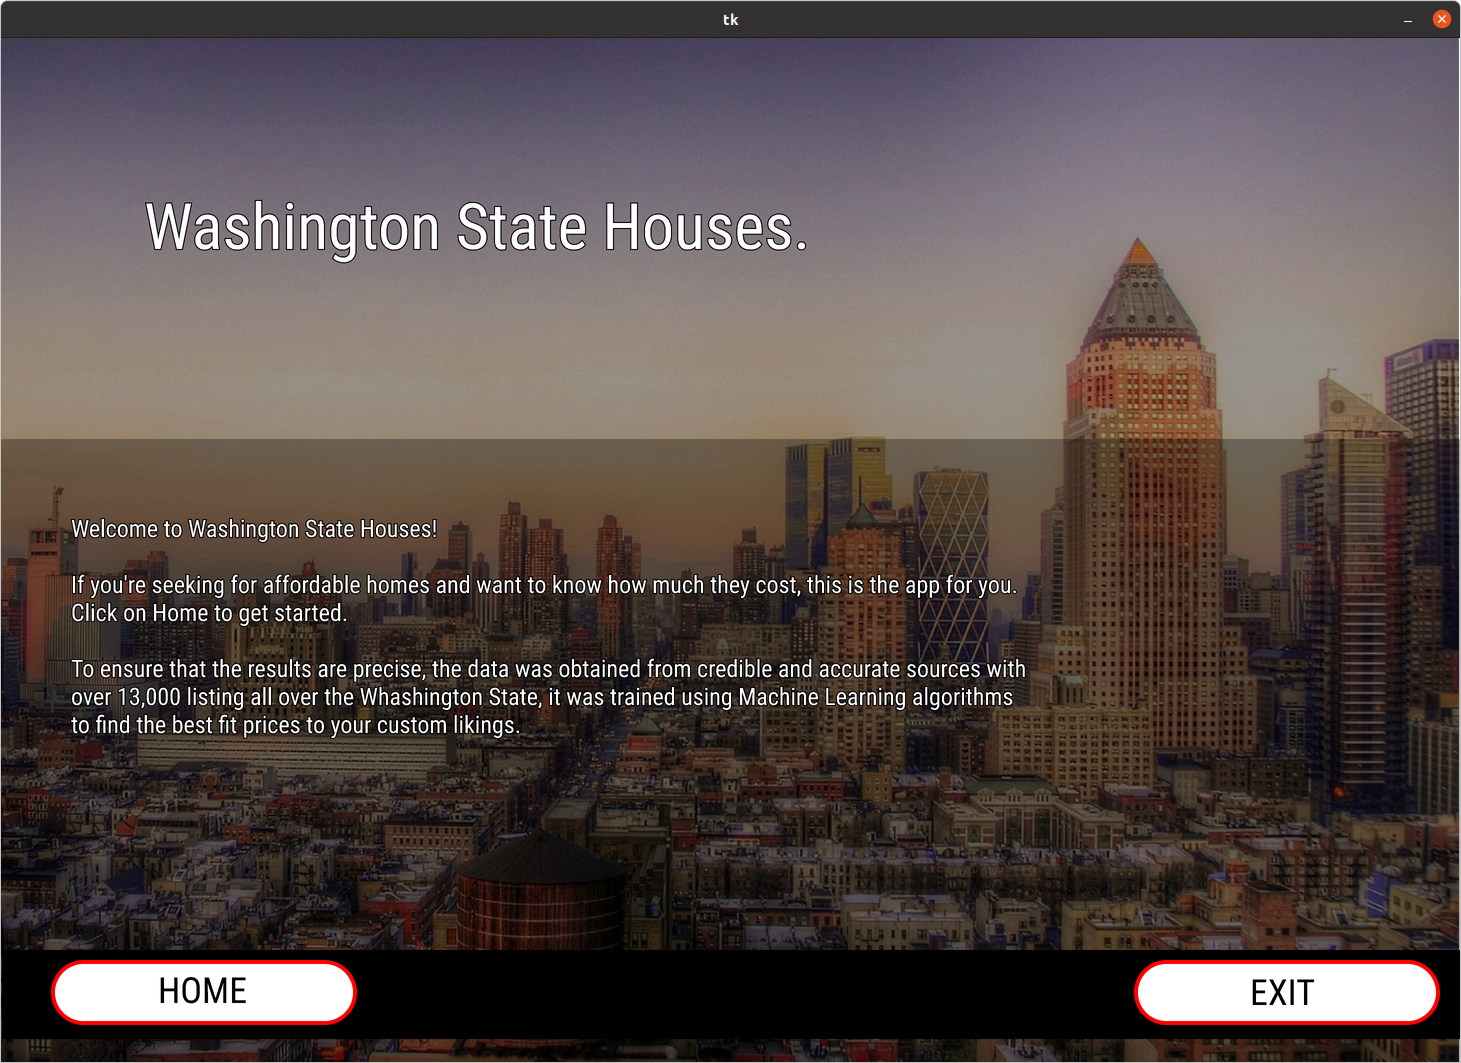 tk
Washington State Houses.
Welcome to Washington State Houses!
If you're seeking for affordable homes and want to know how much they cost, this is the app for you.
Click on Home to get started.
To ensure that the results are precise, the data was obtained from credible and accurate sources with
over 13,000 listing all over the Whashington State, it was trained using Machine Learning algorithms
to find the best fit prices to your custom likings.
HOME
EXIT